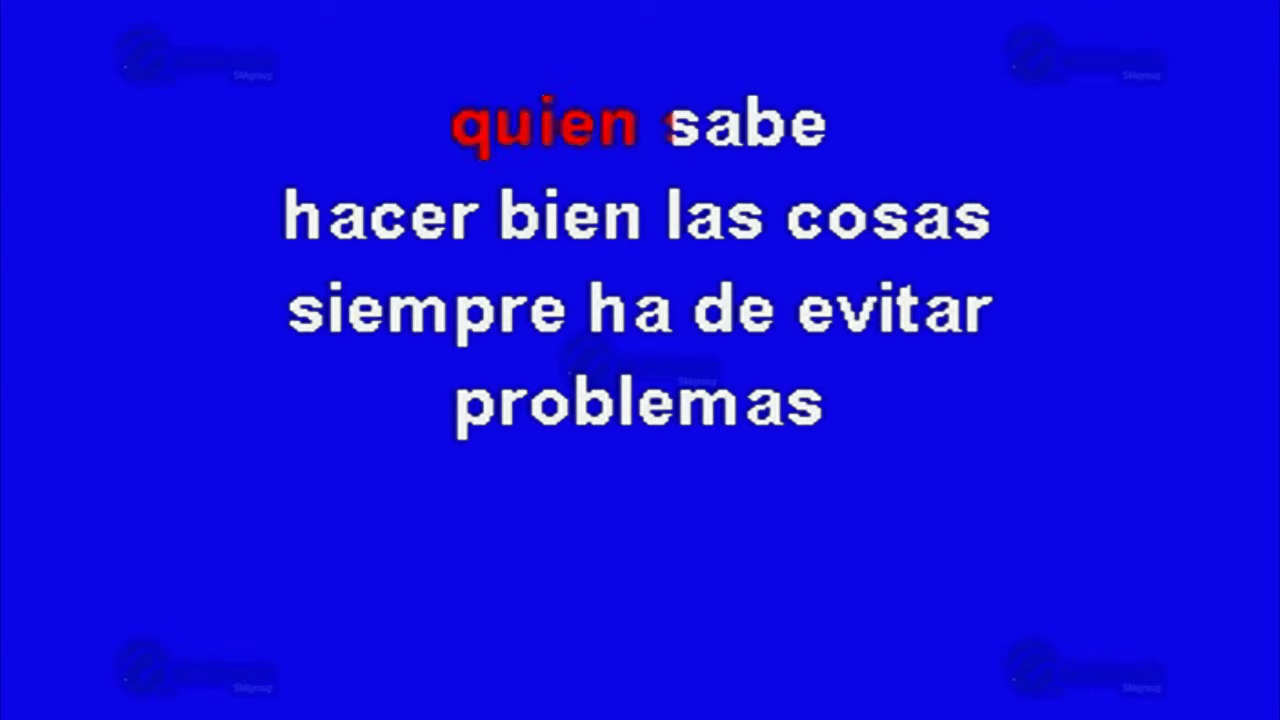 quien sabe
hacer bien las cosas
siempre ha de evitar
problemas